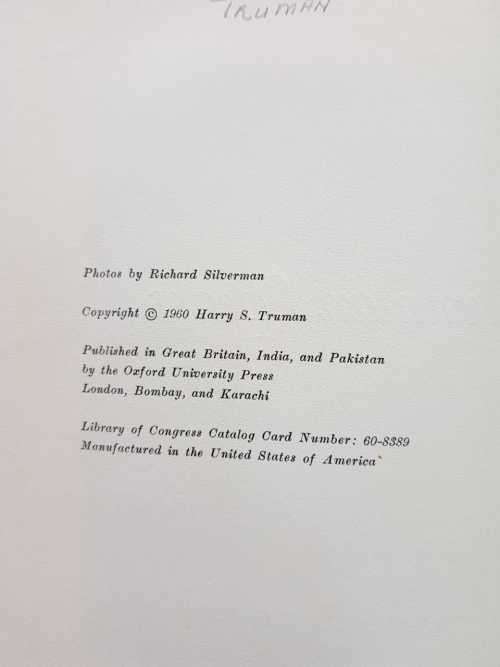 TRUMAN
Photos by Richard Silverman
Copyright © 1960 Harry S. Truman
Published in Great Britain, India, and Pakistan
by the Oxford University Press
London, Bombay, and Karachi
Library of Congress Catalog Card Number: 60-8389
Manufactured in the United States of America